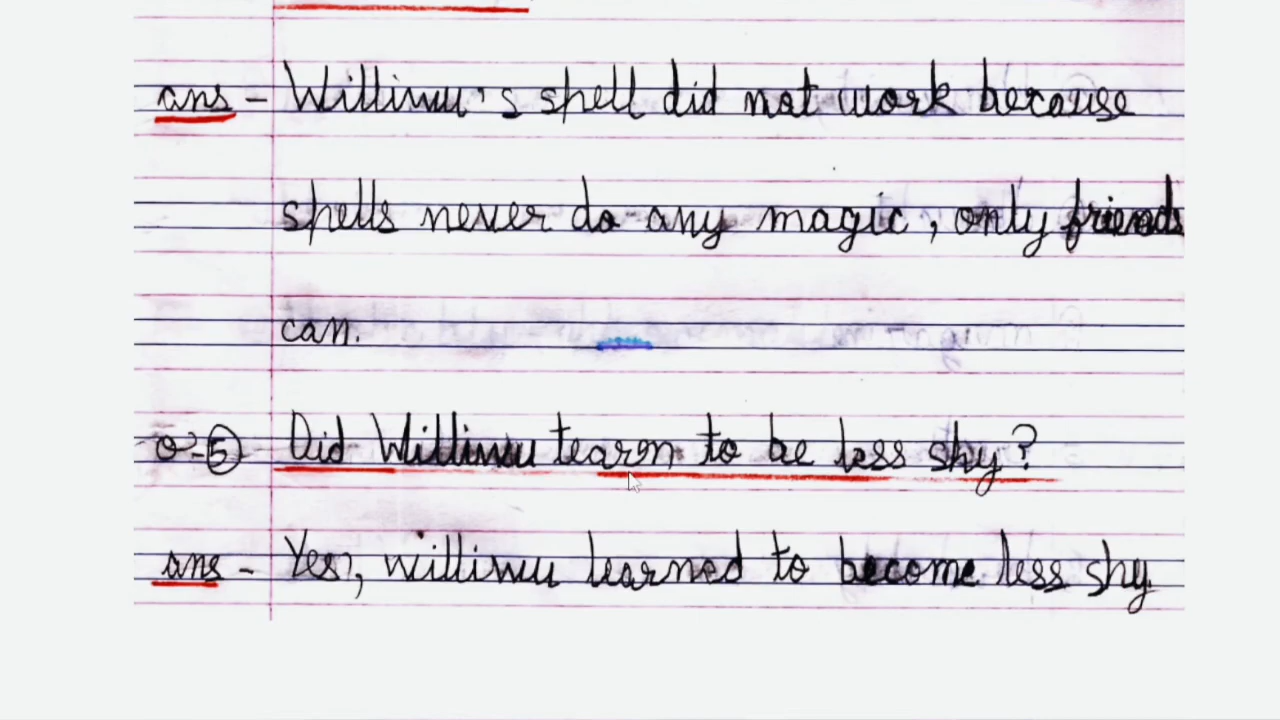 ans - Williwu's spell did not work because
spells never do any magic, only friends
can.
Q-5 Did Williwu tearn to be less shy?
ans - Yes, williwu learned to become less shy